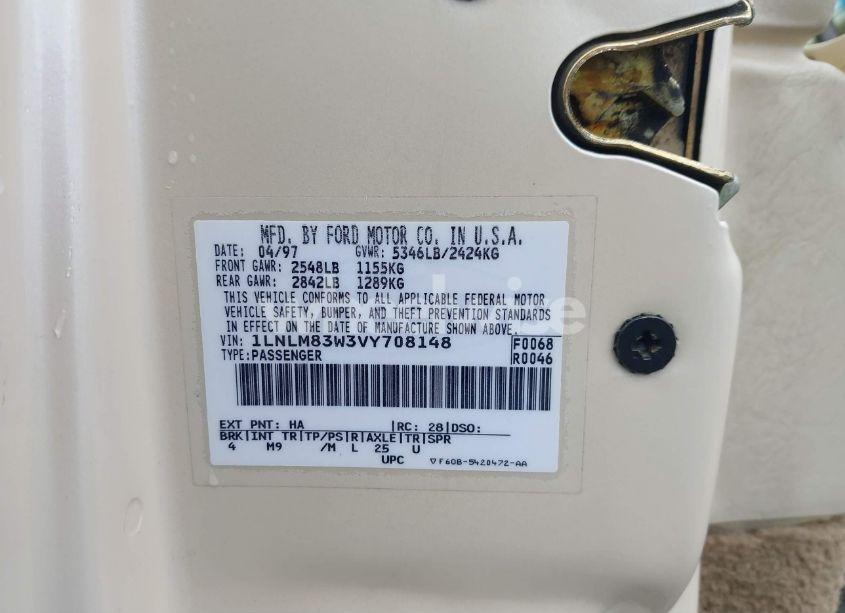 MFD. BY FORD MOTOR CO. IN U.S.A.
DATE: 04/97 GVWR: 5346LB/2424KG
FRONT GAWR: 2548LB 1155KG
REAR GAWR: 2842LB 1289KG
THIS VEHICLE CONFORMS TO ALL APPLICABLE FEDERAL MOTOR
VEHICLE SAFETY, BUMPER, AND THEFT PREVENTION STANDARDS
IN EFFECT ON THE DATE OF MANUFACTURE SHOWN ABOVE.
VIN: 1LNLM83W3VY708148 F0068
TYPE: PASSENGER R0046
EXT PNT: HA |RC: 28|DSO:
BRK|INT TR|TP/PS|R|AXLE|TR|SPR
4 M9 /M L 25 U
UPC ▽F60B-5420472-AA